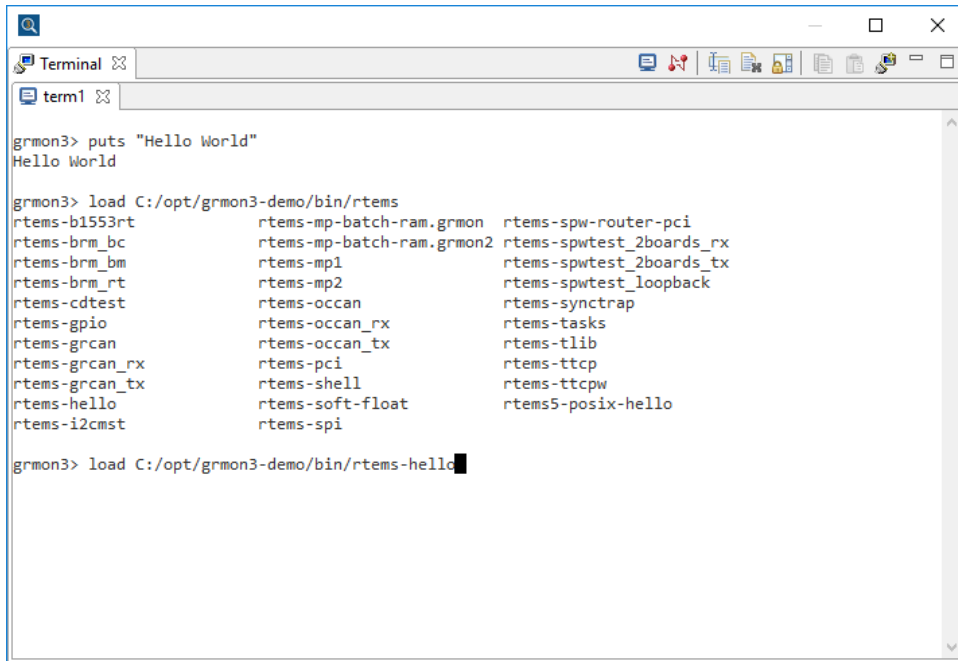 Terminal
term1
grmon3> puts "Hello World"
Hello World
grmon3> load C:/opt/grmon3-demo/bin/rtems
rtems-b1553rt rtems-mp-batch-ram.grmon rtems-spw-router-pci
rtems-brm_bc rtems-mp-batch-ram.grmon2 rtems-spwtest_2boards_rx
rtems-brm_bm rtems-mp1 rtems-spwtest_2boards_tx
rtems-brm_rt rtems-mp2 rtems-spwtest_loopback
rtems-cdtest rtems-occan rtems-synctrap
rtems-gpio rtems-occan_rx rtems-tasks
rtems-grcan rtems-occan_tx rtems-tlib
rtems-grcan_rx rtems-pci rtems-ttcp
rtems-grcan_tx rtems-shell rtems-ttcpw
rtems-hello rtems-soft-float rtems5-posix-hello
rtems-i2cmst rtems-spi
grmon3> load C:/opt/grmon3-demo/bin/rtems-hello